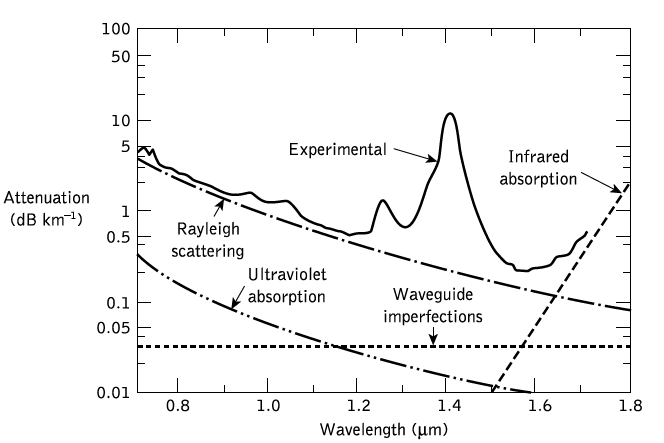 100
50
10
5
1
0.5
0.1
0.05
0.01
Attenuation
(dB km⁻¹)
Experimental
Infrared
absorption
Rayleigh
scattering
Ultraviolet
absorption
Waveguide
imperfections
0.8
1.0
1.2
1.4
1.6
1.8
Wavelength (μm)